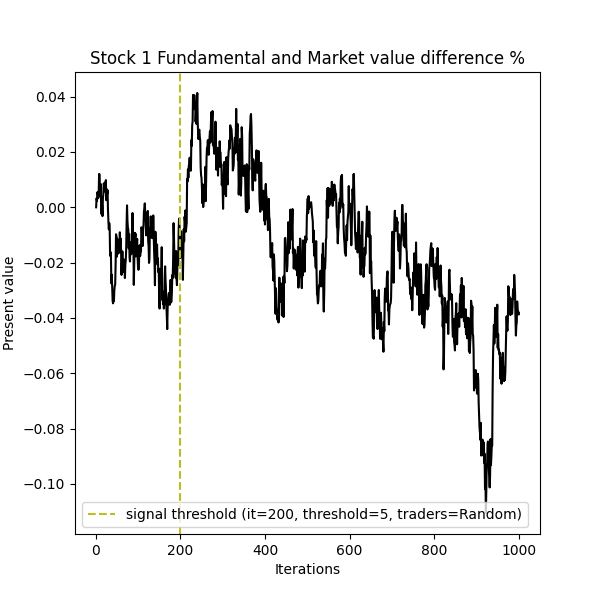 Stock 1 Fundamental and Market value difference %
Present value
0.04
0.02
0.00
−0.02
−0.04
−0.06
−0.08
−0.10
signal threshold (it=200, threshold=5, traders=Random)
0 200 400 600 800 1000
Iterations